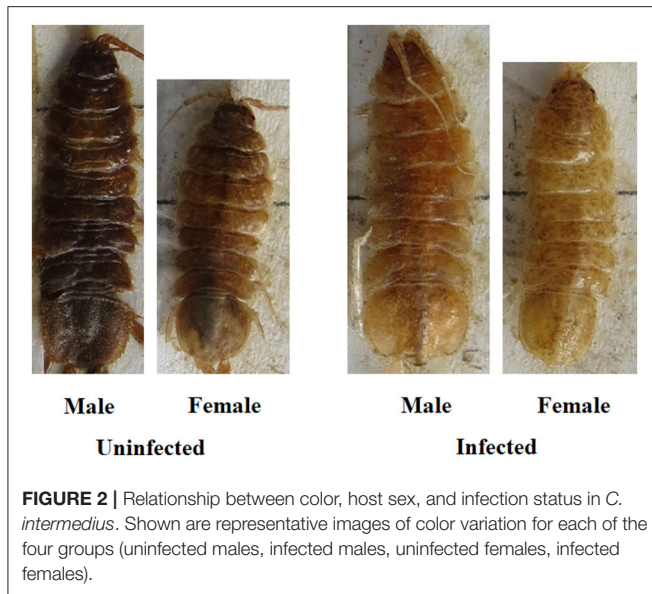 Male Female Male Female
Uninfected Infected
FIGURE 2 | Relationship between color, host sex, and infection status in C.
intermedius. Shown are representative images of color variation for each of the
four groups (uninfected males, infected males, uninfected females, infected
females).